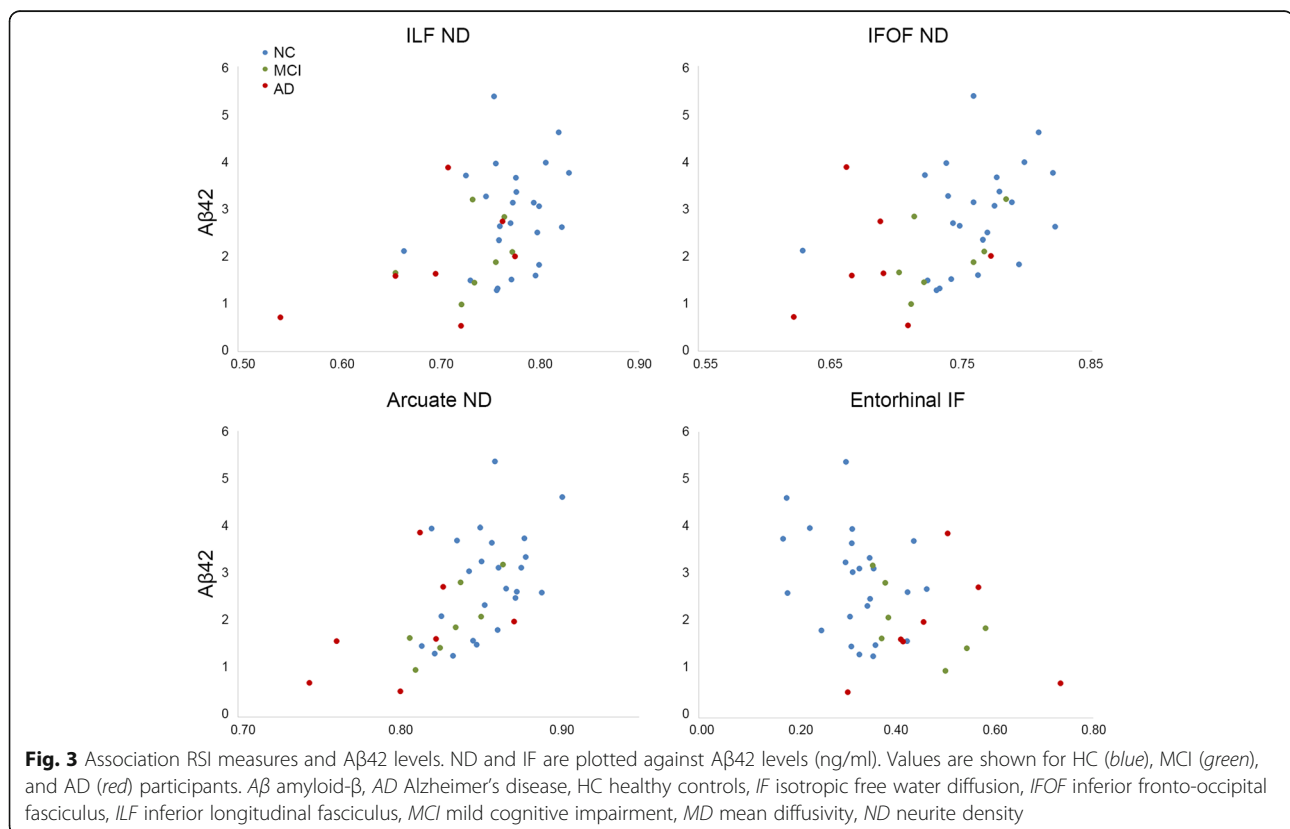 ILF ND
IFOF ND
NC
MCI
AD
6
5
4
3
2
1
0
Aβ42
0.50 0.60 0.70 0.80 0.90
6
5
4
3
2
1
0
0.55 0.65 0.75 0.85
Arcuate ND
Entorhinal IF
6
5
4
3
2
1
0
Aβ42
0.70 0.80 0.90
6
5
4
3
2
1
0
0.00 0.20 0.40 0.60 0.80
Fig. 3 Association RSI measures and Aβ42 levels. ND and IF are plotted against Aβ42 levels (ng/ml). Values are shown for HC (blue), MCI (green),
and AD (red) participants. Aβ amyloid-β, AD Alzheimer's disease, HC healthy controls, IF isotropic free water diffusion, IFOF inferior fronto-occipital
fasciculus, ILF inferior longitudinal fasciculus, MCI mild cognitive impairment, MD mean diffusivity, ND neurite density